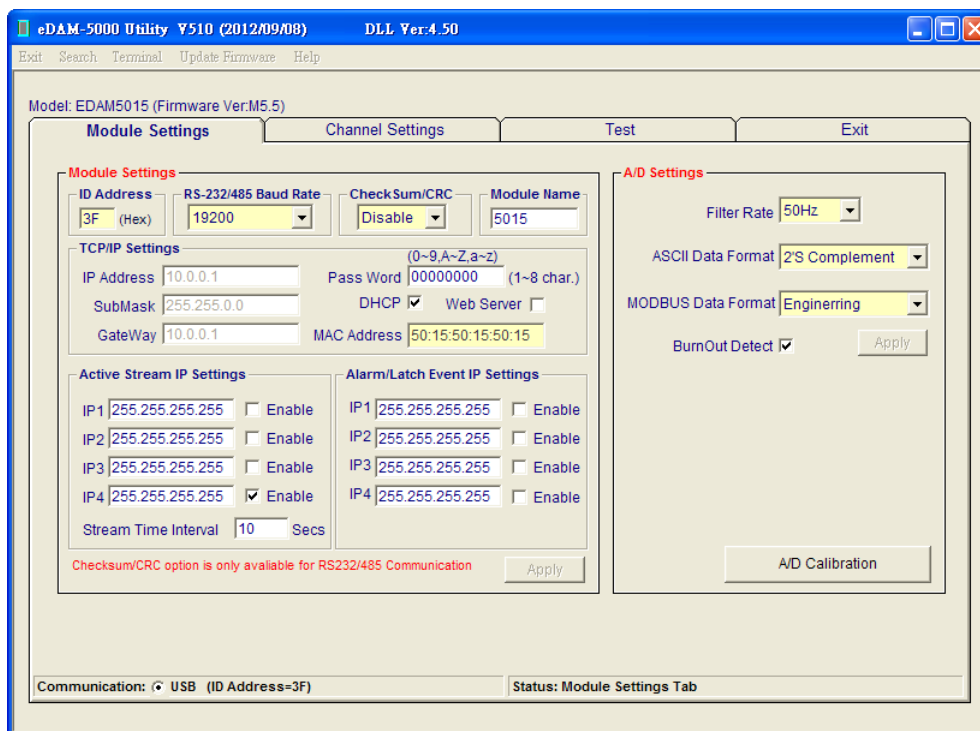 eDAM-5000 Utility V510 (2012/09/08) DLL Ver:4.50
Exit Search Terminal Update Firmware Help
Model: EDAM5015 (Firmware Ver:M5.5)
Module Settings Channel Settings Test Exit
Module Settings
ID Address RS-232/485 Baud Rate CheckSum/CRC Module Name
3F (Hex) 19200 Disable 5015
TCP/IP Settings
(0~9,A~Z,a~z)
IP Address 10.0.0.1 Pass Word 00000000 (1~8 char.)
SubMask 255.255.0.0 DHCP Web Server
GateWay 10.0.0.1 MAC Address 50:15:50:15:50:15
Active Stream IP Settings
IP1 255.255.255.255 Enable
IP2 255.255.255.255 Enable
IP3 255.255.255.255 Enable
IP4 255.255.255.255 Enable
Stream Time Interval 10 Secs
Alarm/Latch Event IP Settings
IP1 255.255.255.255 Enable
IP2 255.255.255.255 Enable
IP3 255.255.255.255 Enable
IP4 255.255.255.255 Enable
Checksum/CRC option is only avaliable for RS232/485 Communication Apply
A/D Settings
Filter Rate 50Hz
ASCII Data Format 2'S Complement
MODBUS Data Format Enginerring
BurnOut Detect Apply
A/D Calibration
Communication: USB (ID Address=3F) Status: Module Settings Tab